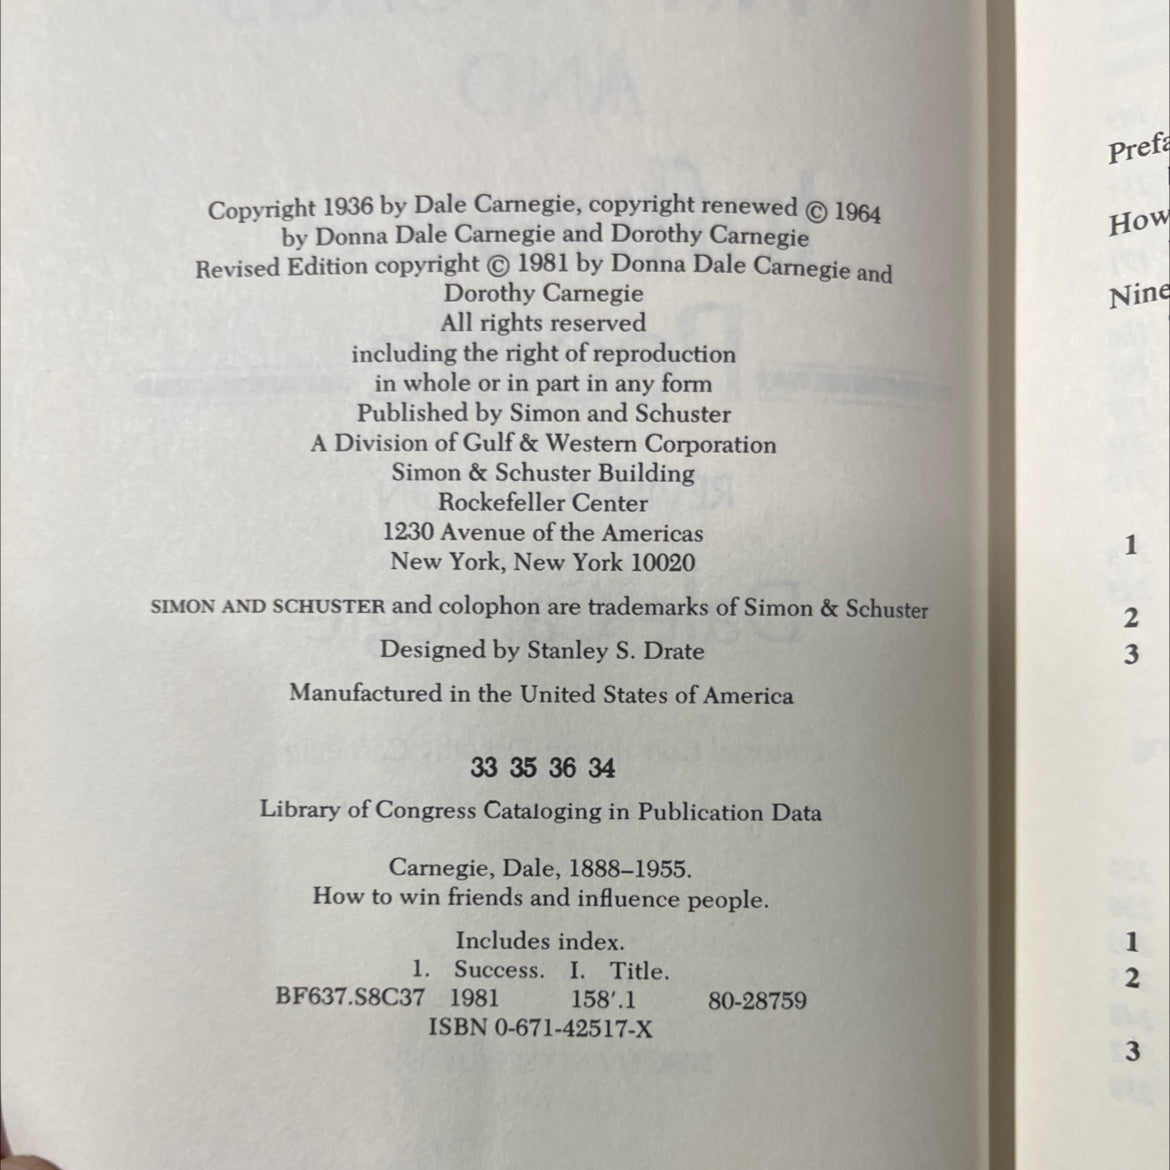 Copyright 1936 by Dale Carnegie, copyright renewed © 1964
by Donna Dale Carnegie and Dorothy Carnegie
Revised Edition copyright © 1981 by Donna Dale Carnegie and
Dorothy Carnegie
All rights reserved
including the right of reproduction
in whole or in part in any form
Published by Simon and Schuster
A Division of Gulf & Western Corporation
Simon & Schuster Building
Rockefeller Center
1230 Avenue of the Americas
New York, New York 10020
SIMON AND SCHUSTER and colophon are trademarks of Simon & Schuster
Designed by Stanley S. Drate
Manufactured in the United States of America
33 35 36 34
Library of Congress Cataloging in Publication Data
Carnegie, Dale, 1888–1955.
How to win friends and influence people.
Includes index.
1. Success. I. Title.
BF637.S8C37 1981 158′.1 80-28759
ISBN 0-671-42517-X
How
Nine
1
2
3
1
2
3